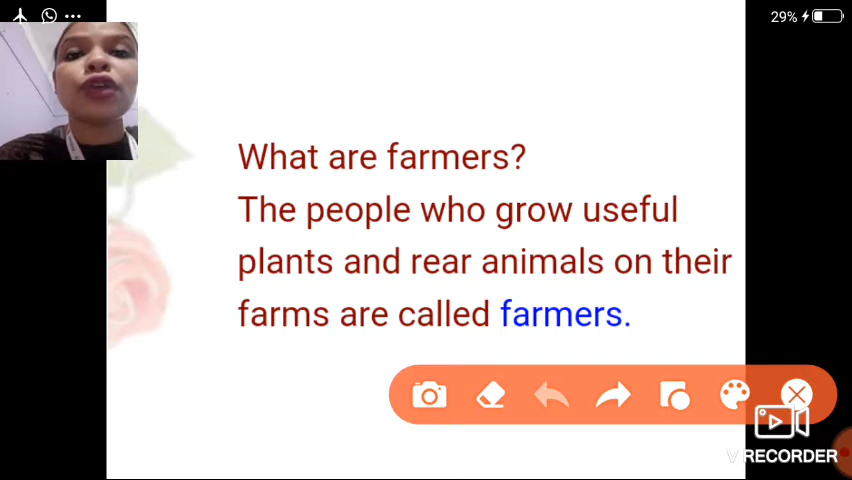 29%
What are farmers?
The people who grow useful
plants and rear animals on their
farms are called farmers.
V RECORDER